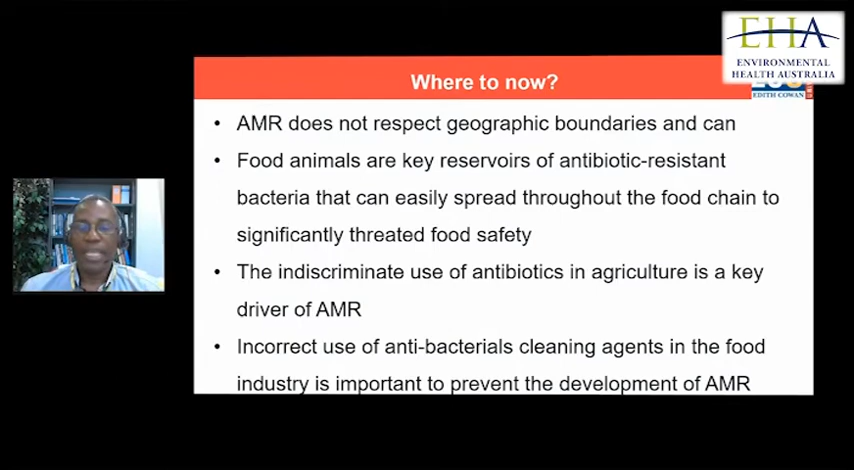 EHA
ENVIRONMENTAL
HEALTH AUSTRALIA
Where to now?
EDITH COWAN
• AMR does not respect geographic boundaries and can
• Food animals are key reservoirs of antibiotic-resistant
bacteria that can easily spread throughout the food chain to
significantly threated food safety
• The indiscriminate use of antibiotics in agriculture is a key
driver of AMR
• Incorrect use of anti-bacterials cleaning agents in the food
industry is important to prevent the development of AMR